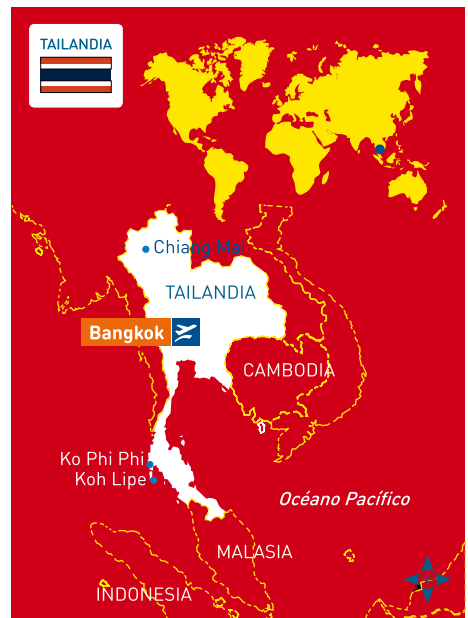 TAILANDIA
Chiang Mai
TAILANDIA
Bangkok
CAMBODIA
Ko Phi Phi
Koh Lipe
Océano Pacífico
MALASIA
INDONESIA